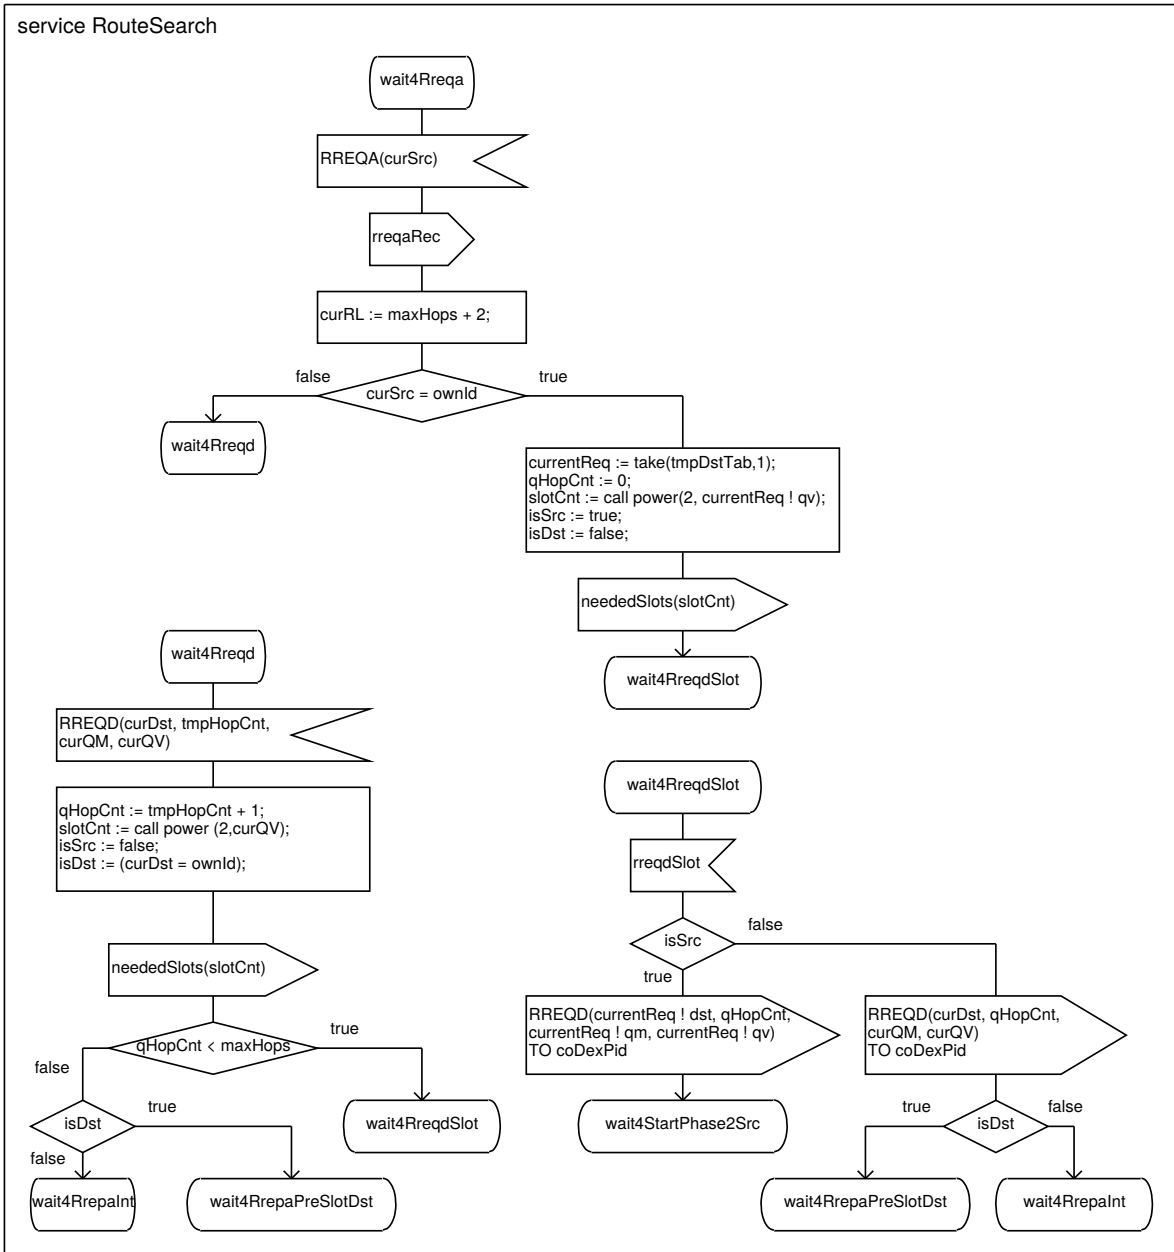 service RouteSearch
wait4Rreqa
RREQA(curSrc)
rreqaRec
curRL := maxHops + 2;
false
true
curSrc = ownId
wait4Rreqd
currentReq := take(tmpDstTab,1);
qHopCnt := 0;
slotCnt := call power(2, currentReq ! qv);
isSrc := true;
isDst := false;
neededSlots(slotCnt)
wait4RreqdSlot
wait4Rreqd
RREQD(curDst, tmpHopCnt,
curQM, curQV)
qHopCnt := tmpHopCnt + 1;
slotCnt := call power (2,curQV);
isSrc := false;
isDst := (curDst = ownId);
neededSlots(slotCnt)
qHopCnt < maxHops
true
false
wait4RreqdSlot
isDst
true
false
wait4RrepaInt
wait4RrepaPreSlotDst
wait4RreqdSlot
rreqdSlot
isSrc
false
true
RREQD(currentReq ! dst, qHopCnt,
currentReq ! qm, currentReq ! qv)
TO coDexPid
wait4StartPhase2Src
RREQD(curDst, qHopCnt,
curQM, curQV)
TO coDexPid
true
isDst
false
wait4RrepaPreSlotDst
wait4RrepaInt